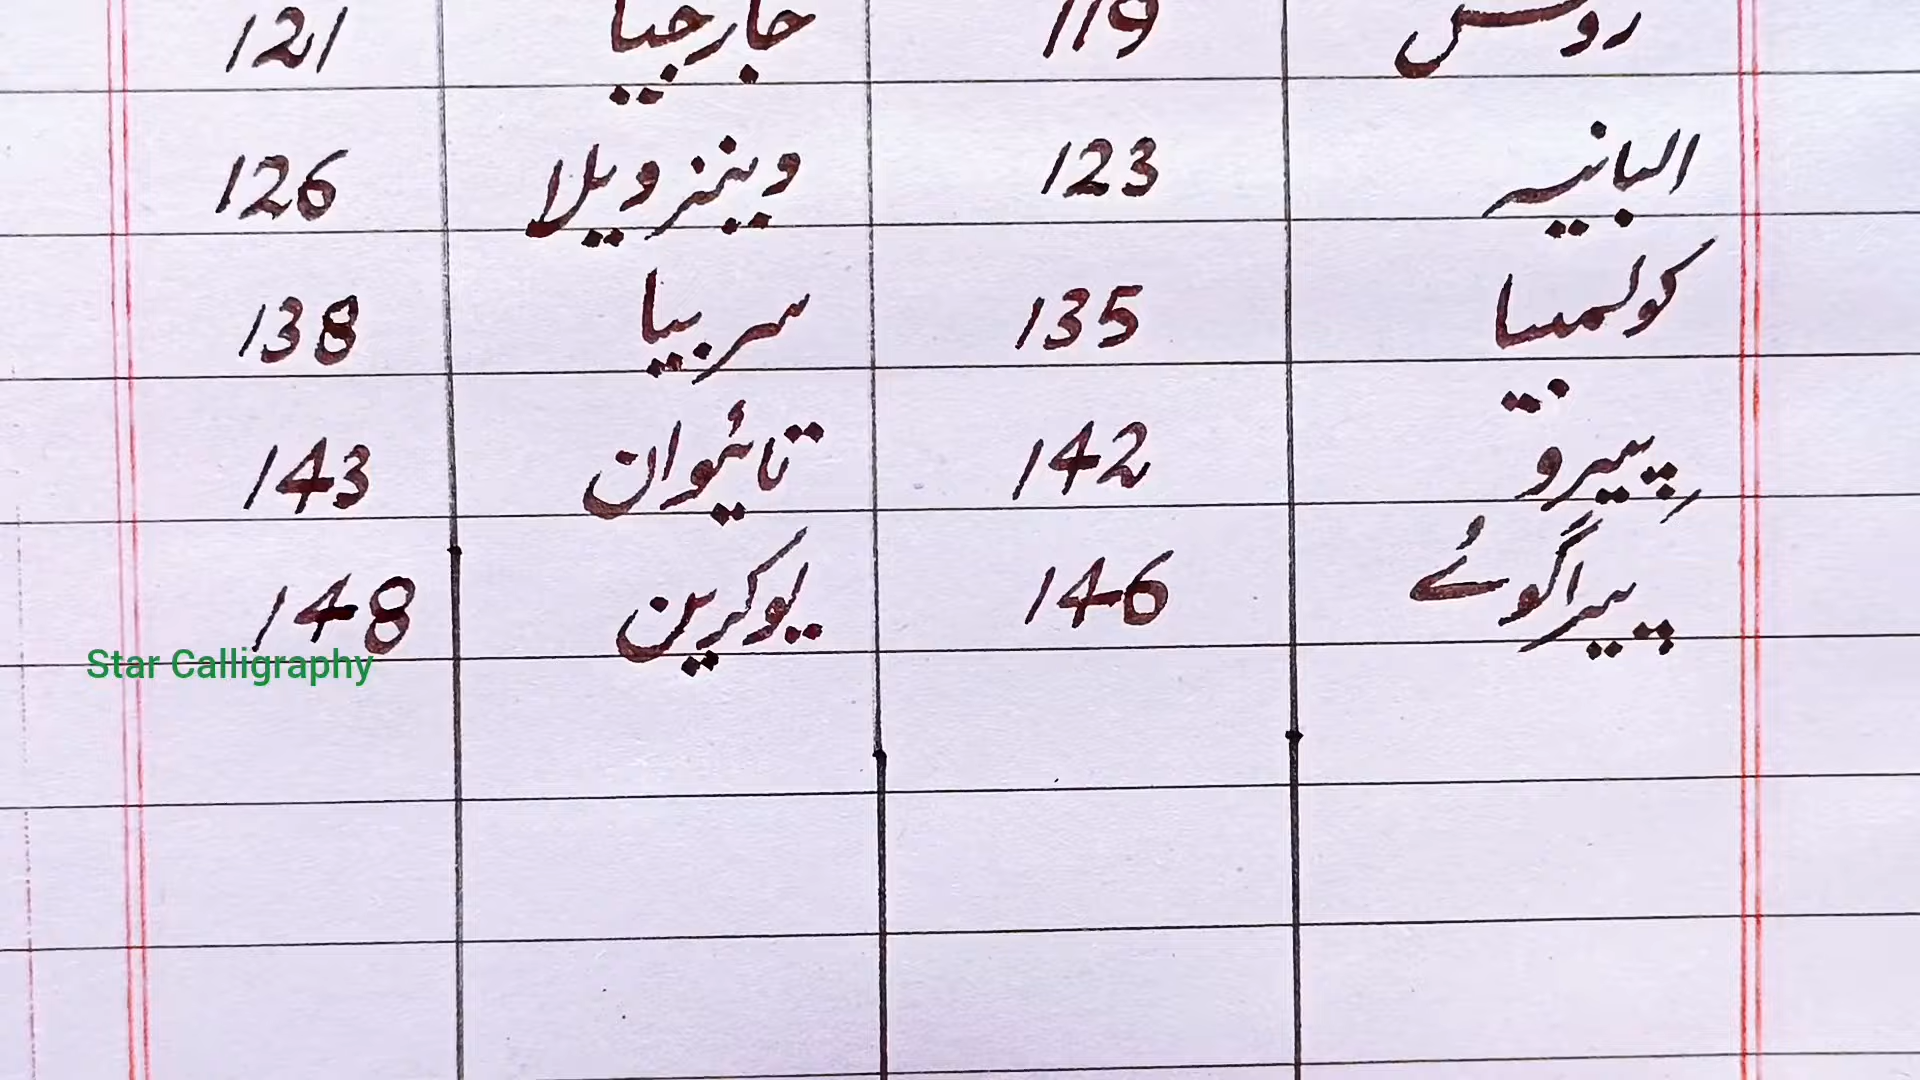 روس 119 جارجیا 121
البانیہ 123 وینزویلا 126
کولمبیا 135 سربیا 138
پیرو 142 تائیوان 143
پیراگوئے 146 یوکرین 148
Star Calligraphy